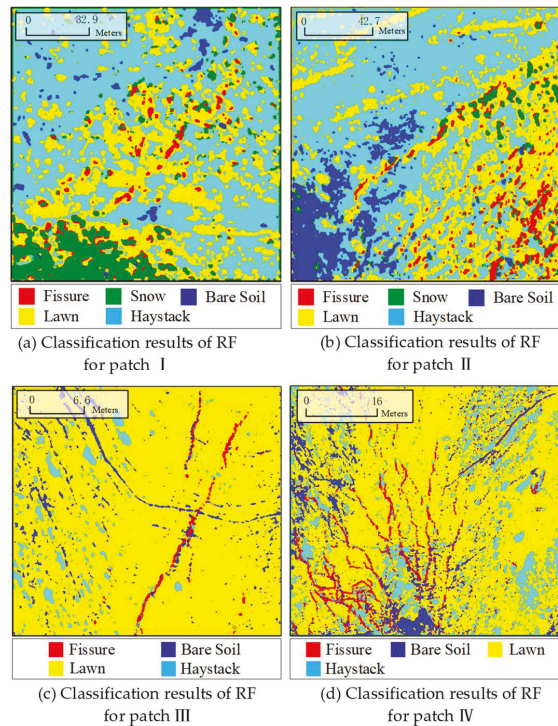 0 32.9
Meters
0 42.7
Meters
Fissure Snow Bare Soil
Lawn Haystack
(a) Classification results of RF
for patch Ⅰ
Fissure Snow Bare Soil
Lawn Haystack
(b) Classification results of RF
for patch Ⅱ
0 6.6
Meters
0 16
Meters
Fissure Bare Soil
Lawn Haystack
(c) Classification results of RF
for patch Ⅲ
Fissure Bare Soil Lawn
Haystack
(d) Classification results of RF
for patch Ⅳ